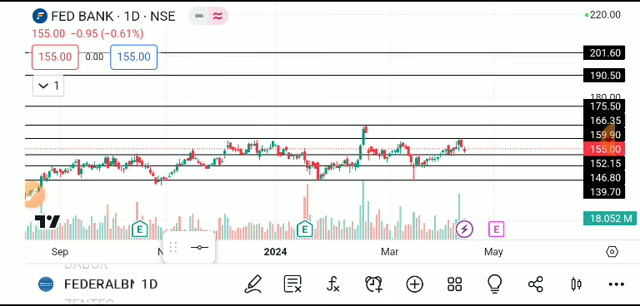 FED BANK · 1D · NSE
220.00
155.00 −0.95 (−0.61%)
155.00 0.00 155.00
201.60
1
190.50
180.00
175.50
166.35
159.90
155.00
152.15
146.80
139.70
E E E
18.052 M
Sep 2024 Mar May
FEDERALBN 1D